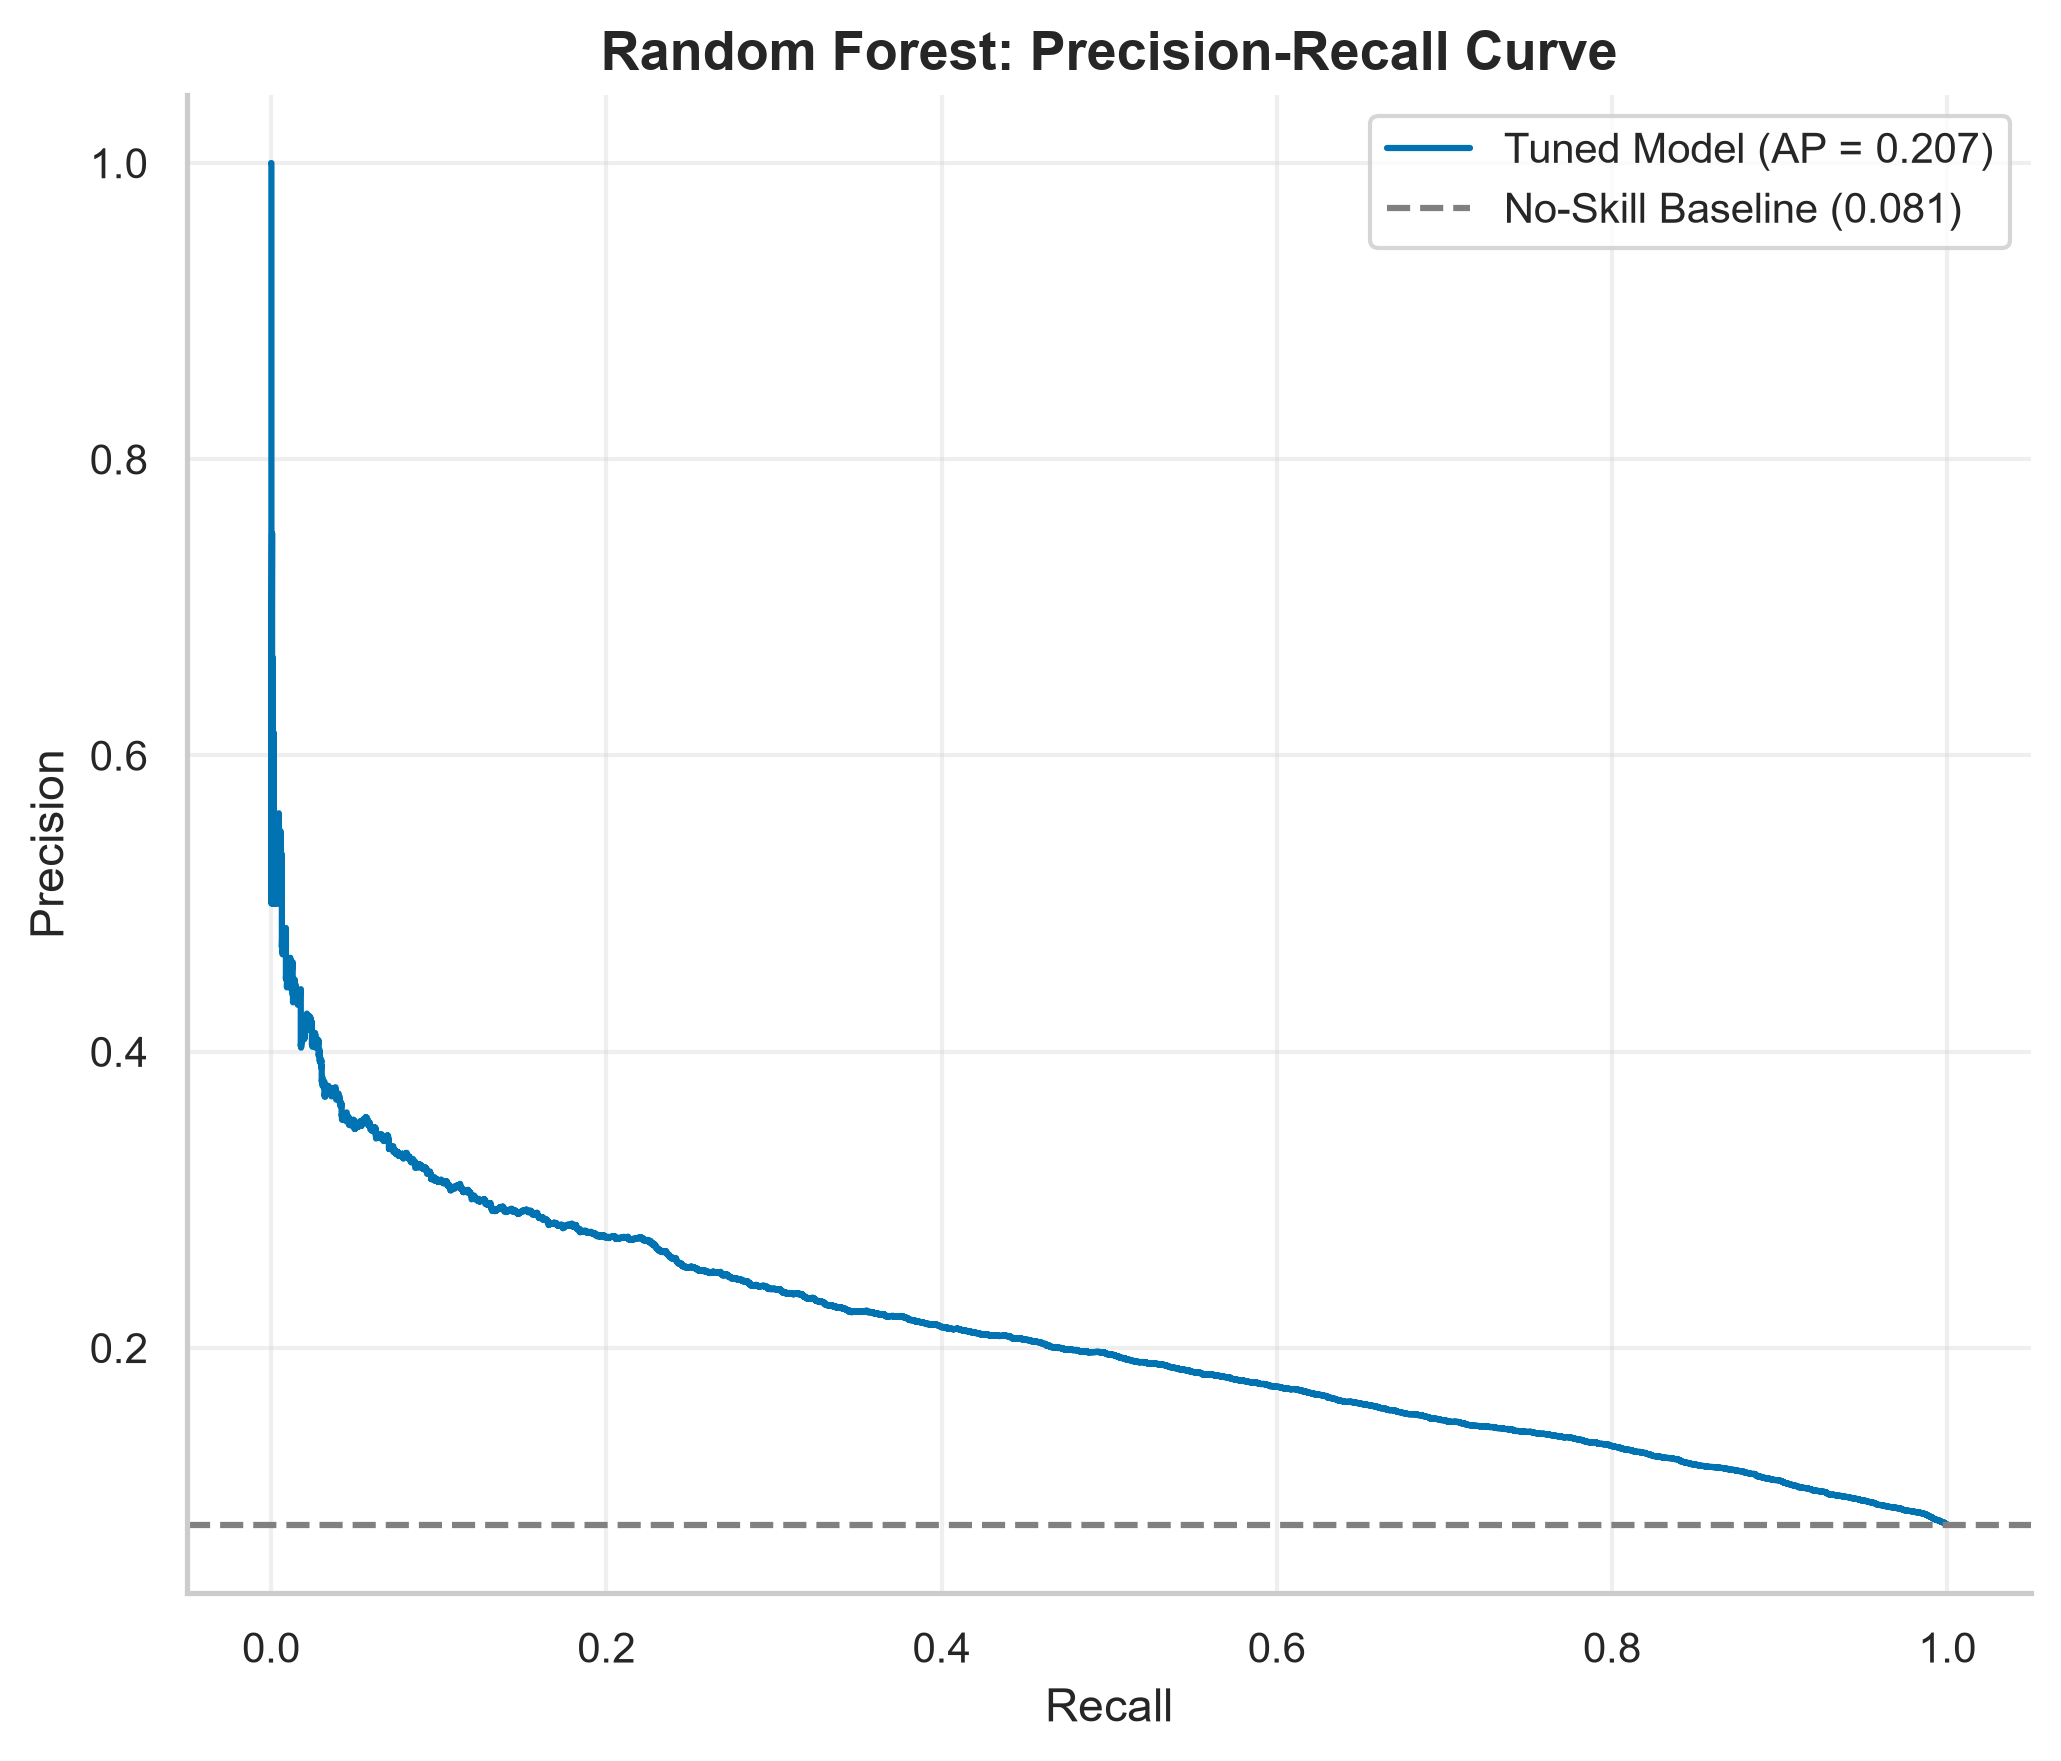 Random Forest: Precision-Recall Curve
Tuned Model (AP = 0.207)
No-Skill Baseline (0.081)
1.0
0.8
0.6
0.4
0.2
Precision
0.0 0.2 0.4 0.6 0.8 1.0
Recall